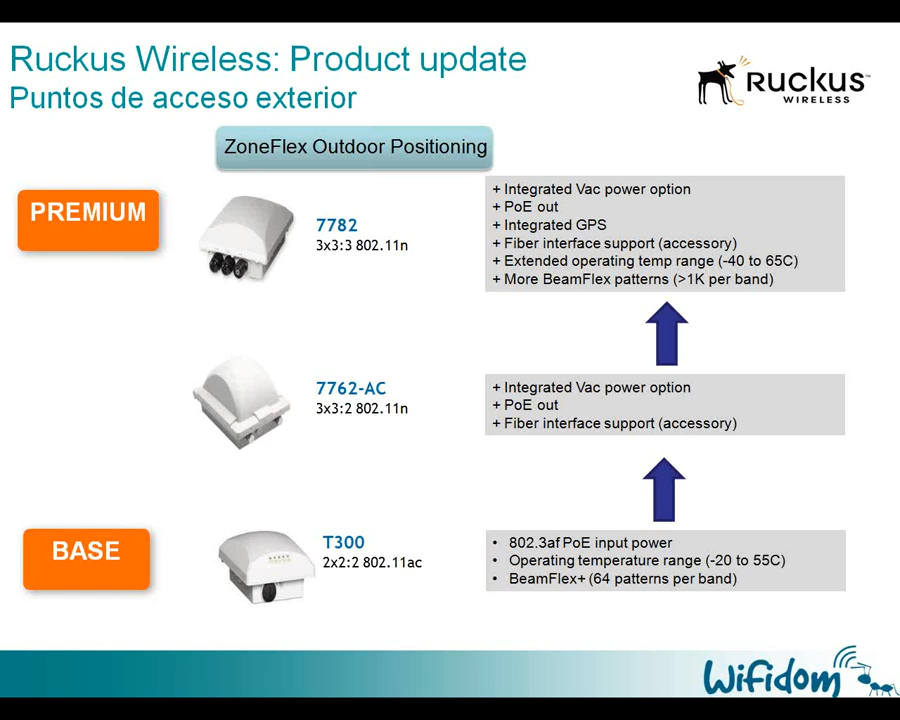 Ruckus Wireless: Product update
Puntos de acceso exterior
RUCKUS™
WIRELESS
ZoneFlex Outdoor Positioning
PREMIUM
7782
3x3:3 802.11n
+ Integrated Vac power option
+ PoE out
+ Integrated GPS
+ Fiber interface support (accessory)
+ Extended operating temp range (-40 to 65C)
+ More BeamFlex patterns (>1K per band)
7762-AC
3x3:2 802.11n
+ Integrated Vac power option
+ PoE out
+ Fiber interface support (accessory)
BASE
T300
2x2:2 802.11ac
• 802.3af PoE input power
• Operating temperature range (-20 to 55C)
• BeamFlex+ (64 patterns per band)
Wifidom